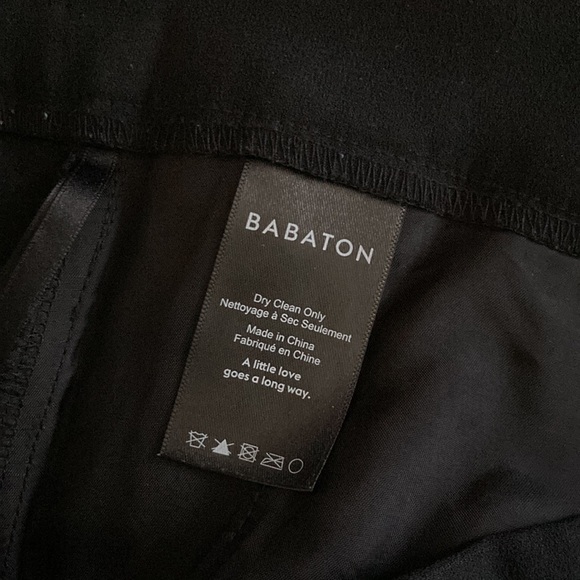 BABATON
Dry Clean Only
Nettoyage à Sec Seulement
Made in China
Fabriqué en Chine
A little love
goes a long way.